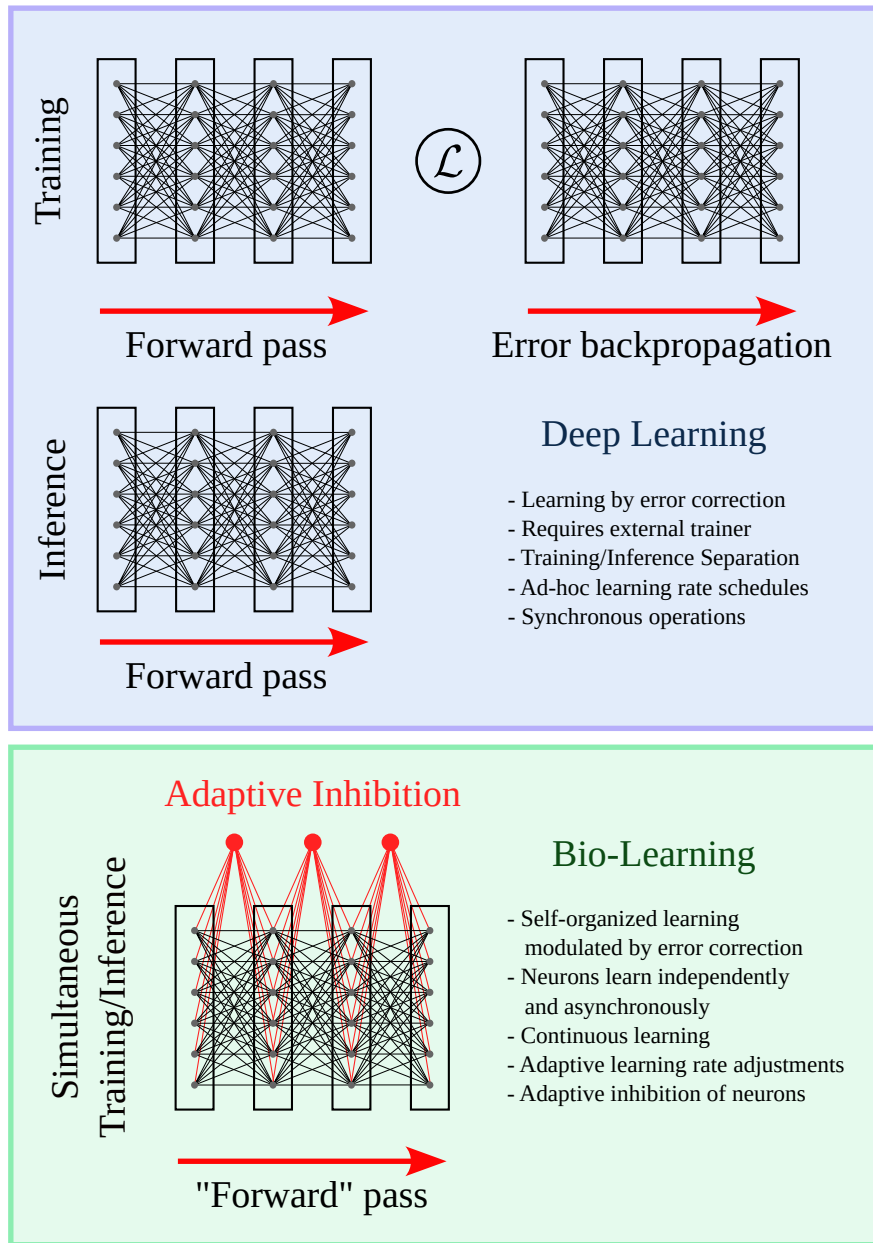 Training
ℒ
Forward pass
Error backpropagation
Inference
Forward pass
Deep Learning
- Learning by error correction
- Requires external trainer
- Training/Inference Separation
- Ad-hoc learning rate schedules
- Synchronous operations
Adaptive Inhibition
Simultaneous
Training/Inference
"Forward" pass
Bio-Learning
- Self-organized learning
modulated by error correction
- Neurons learn independently
and asynchronously
- Continuous learning
- Adaptive learning rate adjustments
- Adaptive inhibition of neurons